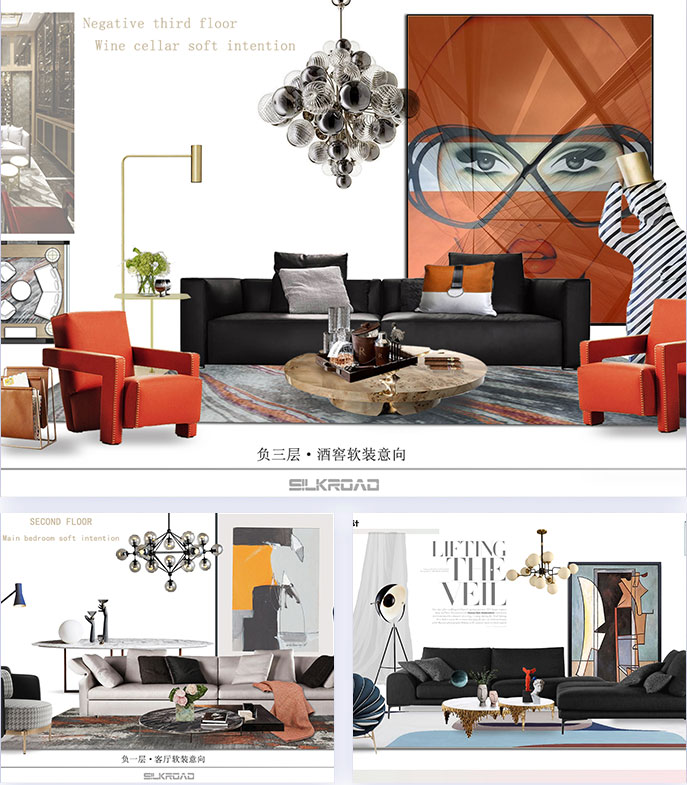 Negative third floor
Wine cellar soft intention
负三层·酒窖软装意向
SILKROAD
SECOND FLOOR
Main bedroom soft intention
负一层·客厅软装意向
SILKROAD
计
LIFTING
THE
VEIL